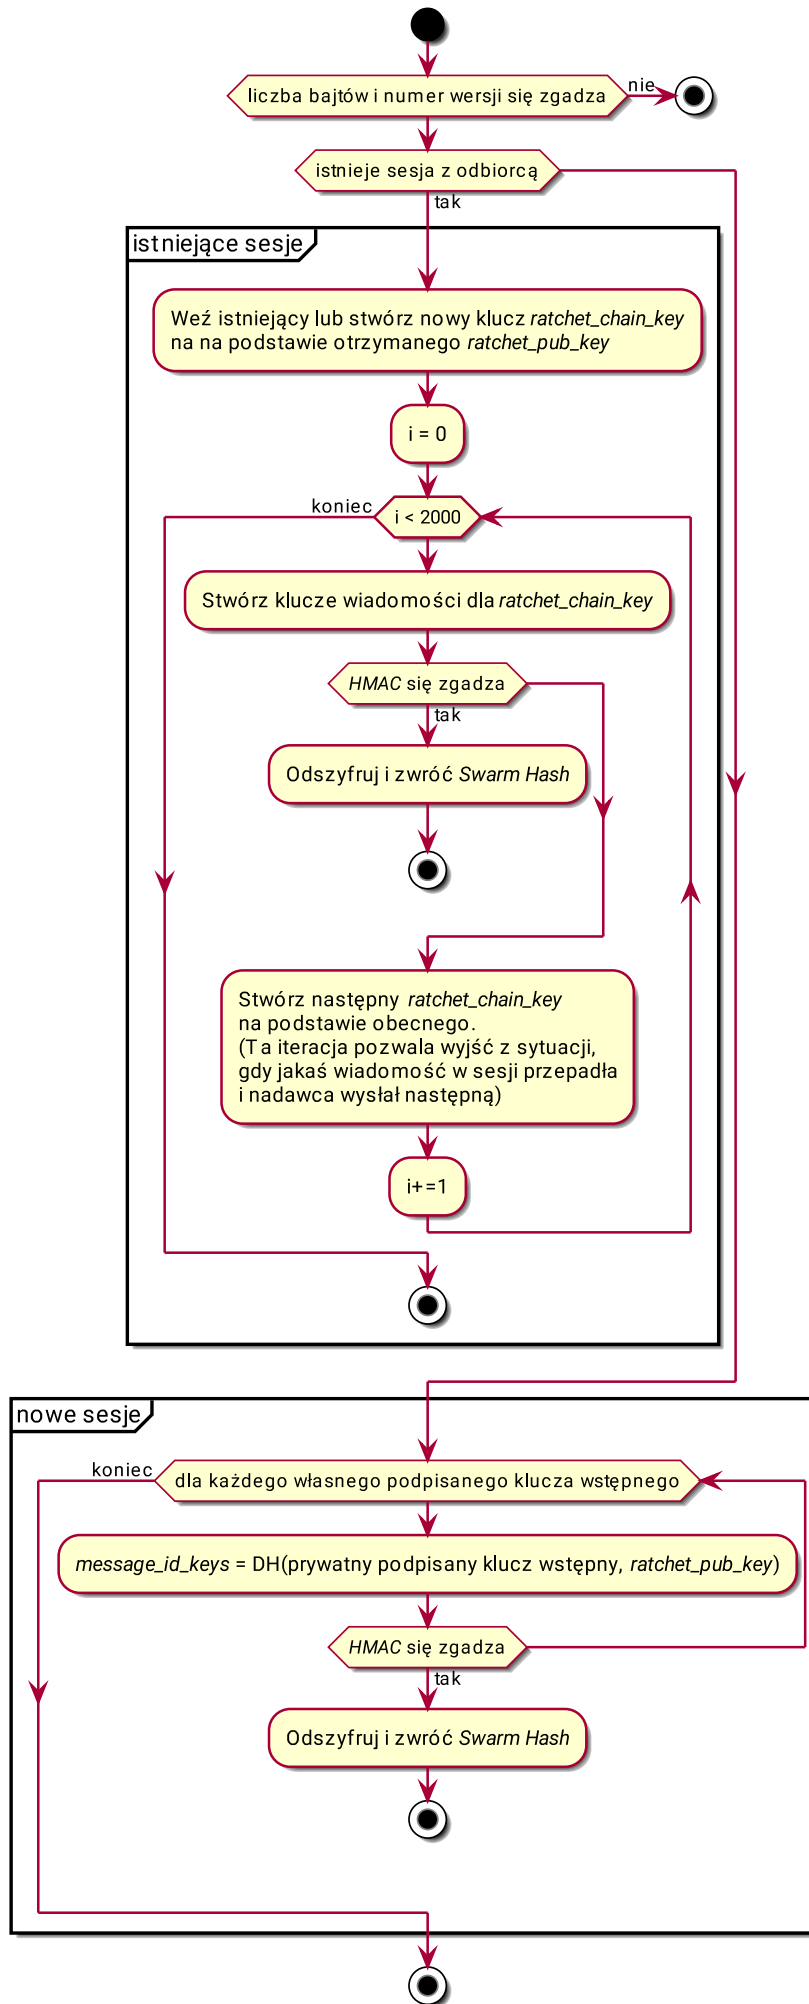 liczba bajtów i numer wersji się zgadza
nie
istnieje sesja z odbiorcą
tak
istniejące sesje
Weź istniejący lub stwórz nowy klucz ratchet_chain_key
na na podstawie otrzymanego ratchet_pub_key
i = 0
koniec
i < 2000
Stwórz klucze wiadomości dla ratchet_chain_key
HMAC się zgadza
tak
Odszyfruj i zwróć Swarm Hash
Stwórz następny ratchet_chain_key
na podstawie obecnego.
(Ta iteracja pozwala wyjść z sytuacji,
gdy jakaś wiadomość w sesji przepadła
i nadawca wysłał następną)
i+=1
nowe sesje
koniec
dla każdego własnego podpisanego klucza wstępnego
message_id_keys = DH(prywatny podpisany klucz wstępny, ratchet_pub_key)
HMAC się zgadza
tak
Odszyfruj i zwróć Swarm Hash